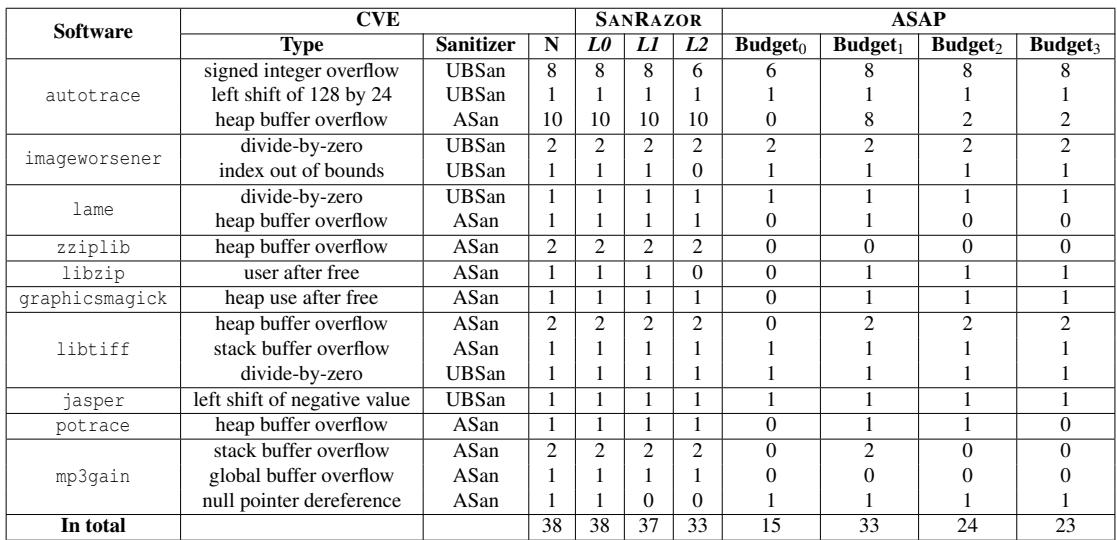 Software CVE SANRAZOR ASAP
Type Sanitizer N L0 L1 L2 Budget0 Budget1 Budget2 Budget3
autotrace signed integer overflow UBSan 8 8 8 6 6 8 8 8
left shift of 128 by 24 UBSan 1 1 1 1 1 1 1 1
heap buffer overflow ASan 10 10 10 10 0 8 2 2
imageworsener divide-by-zero UBSan 2 2 2 2 2 2 2 2
index out of bounds UBSan 1 1 1 0 1 1 1 1
lame divide-by-zero UBSan 1 1 1 1 1 1 1 1
heap buffer overflow ASan 1 1 1 1 0 1 0 0
zziplib heap buffer overflow ASan 2 2 2 2 0 0 0 0
libzip user after free ASan 1 1 1 0 0 1 1 1
graphicsmagick heap use after free ASan 1 1 1 1 0 1 1 1
libtiff heap buffer overflow ASan 2 2 2 2 0 2 2 2
stack buffer overflow ASan 1 1 1 1 1 1 1 1
divide-by-zero UBSan 1 1 1 1 1 1 1 1
jasper left shift of negative value UBSan 1 1 1 1 1 1 1 1
potrace heap buffer overflow ASan 1 1 1 1 0 1 1 0
mp3gain stack buffer overflow ASan 2 2 2 2 0 2 0 0
global buffer overflow ASan 1 1 1 1 0 0 0 0
null pointer dereference ASan 1 1 0 0 1 1 1 1
In total 38 38 37 33 15 33 24 23